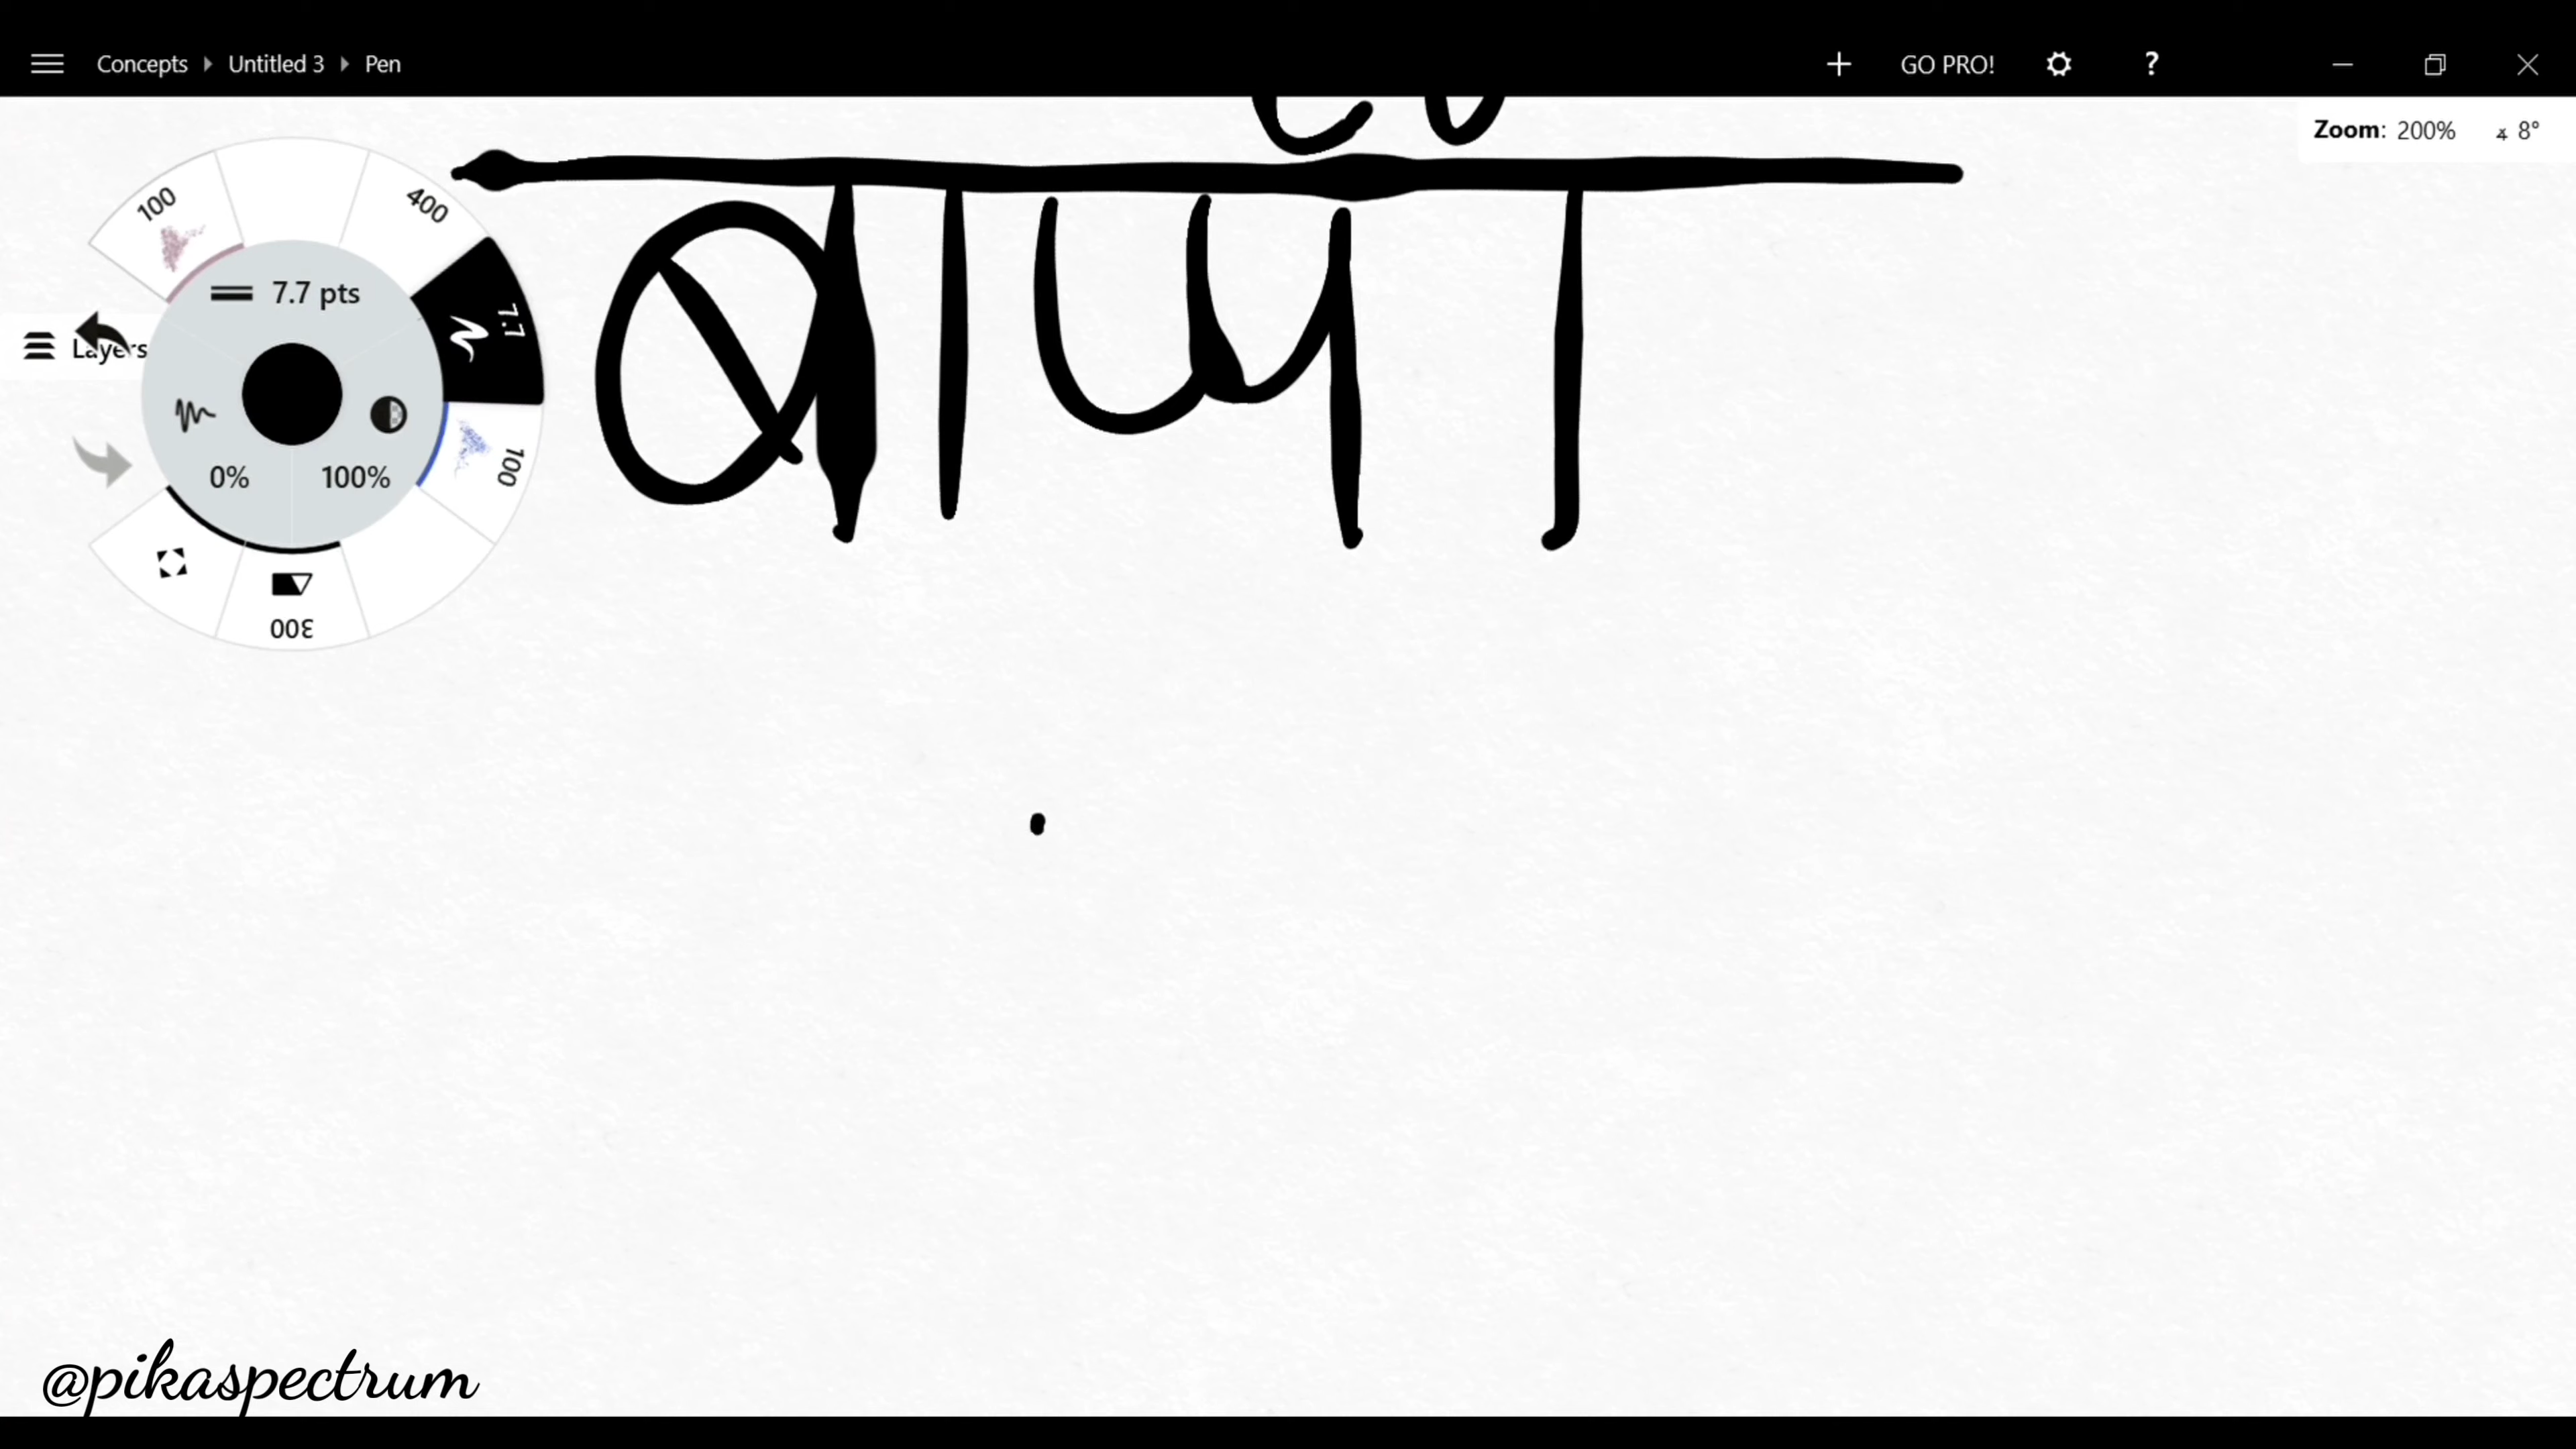 Concepts Untitled 3 Pen
GO PRO! ?
Zoom: 200% 8°
100
400
7.7 pts
7.7
Layers
0% 100%
100
300
बाया
@pikaspectrum